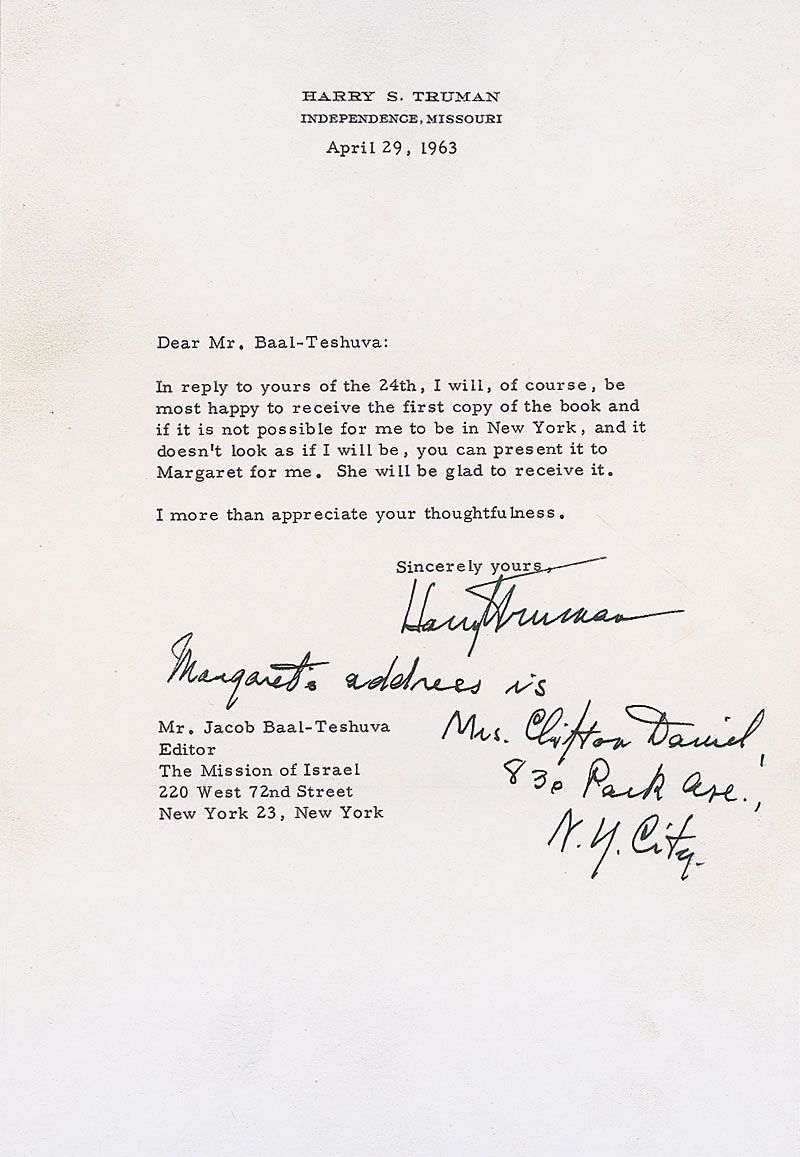 HARRY S. TRUMAN
INDEPENDENCE, MISSOURI
April 29, 1963
Dear Mr. Baal-Teshuva:
In reply to yours of the 24th, I will, of course, be
most happy to receive the first copy of the book and
if it is not possible for me to be in New York, and it
doesn't look as if I will be, you can present it to
Margaret for me. She will be glad to receive it.
I more than appreciate your thoughtfulness.
Sincerely yours,
Harry Truman
Margaret's address is
Mrs. Clifton Daniel,
830 Park Ave.,
N.Y. City.
Mr. Jacob Baal-Teshuva
Editor
The Mission of Israel
220 West 72nd Street
New York 23, New York